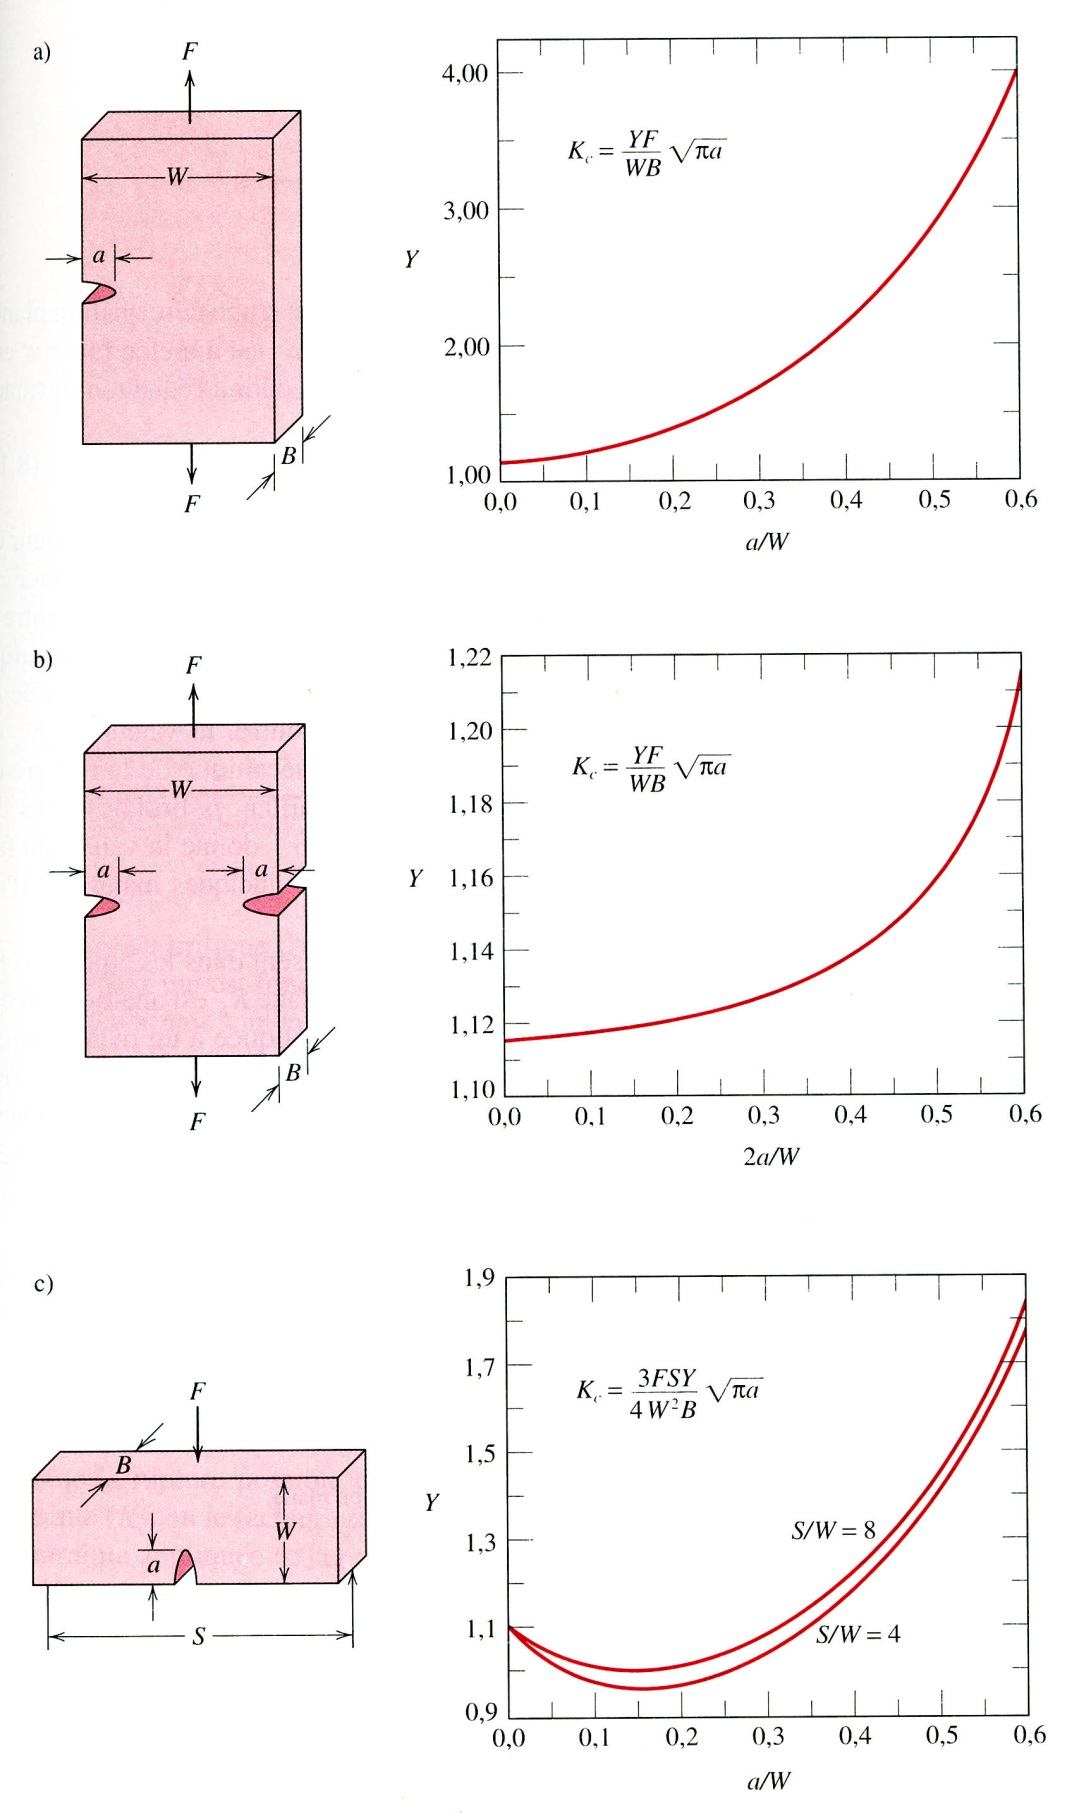 a)
F
W
a
B
F
4,00
3,00
2,00
1,00
Y
K_c = YF/WB √πa
0,0 0,1 0,2 0,3 0,4 0,5 0,6
a/W
b)
F
W
a a
B
F
1,22
1,20
1,18
1,16
1,14
1,12
1,10
Y
K_c = YF/WB √πa
0,0 0,1 0,2 0,3 0,4 0,5 0,6
2a/W
c)
F
B
W
a
S
1,9
1,7
1,5
1,3
1,1
0,9
Y
K_c = 3FSY/4W²B √πa
S/W = 8
S/W = 4
0,0 0,1 0,2 0,3 0,4 0,5 0,6
a/W